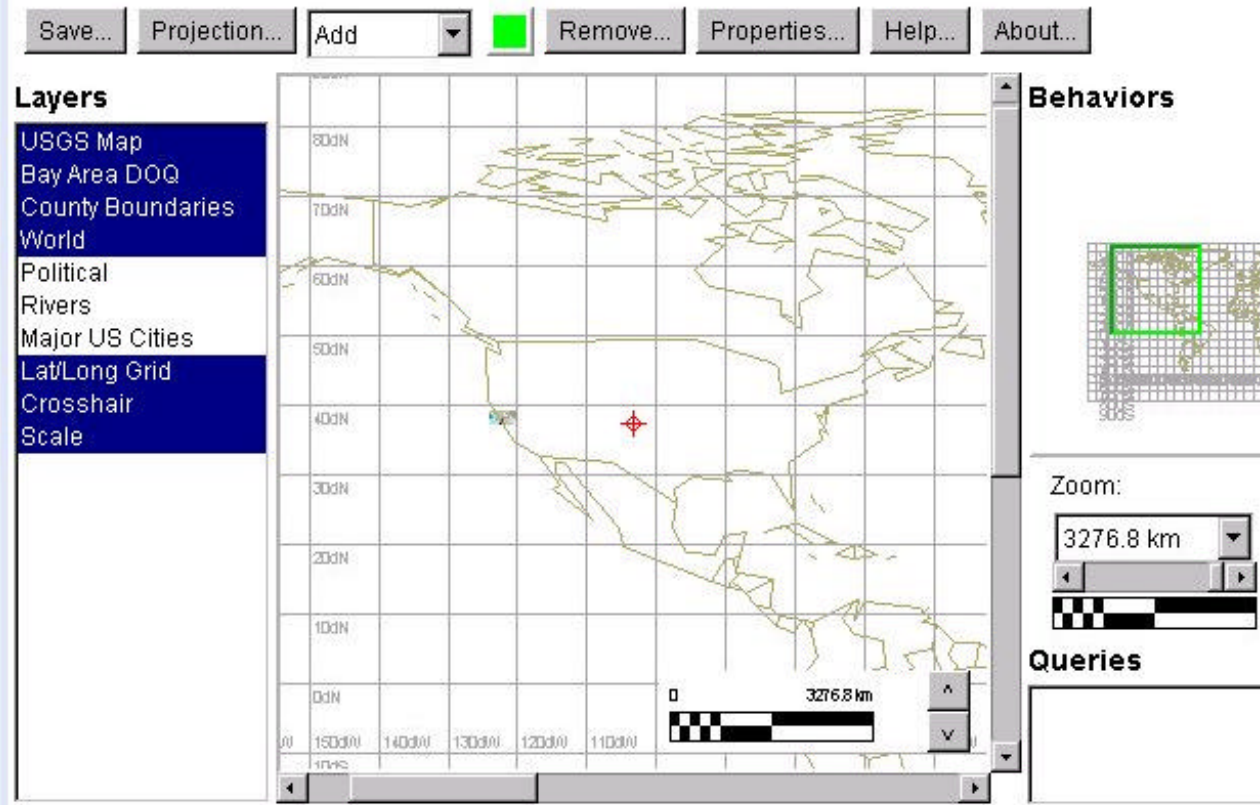 Save... Projection... Add Remove... Properties... Help... About...
Layers
USGS Map
Bay Area DOQ
County Boundaries
World
Political
Rivers
Major US Cities
Lat/Long Grid
Crosshair
Scale
80dN
70dN
60dN
50dN
40dN
30dN
20dN
10dN
0dN
150dW 140dW 130dW 120dW 110dW
10dS
0 3276.8 km
^
v
Behaviors
Zoom:
3276.8 km
Queries